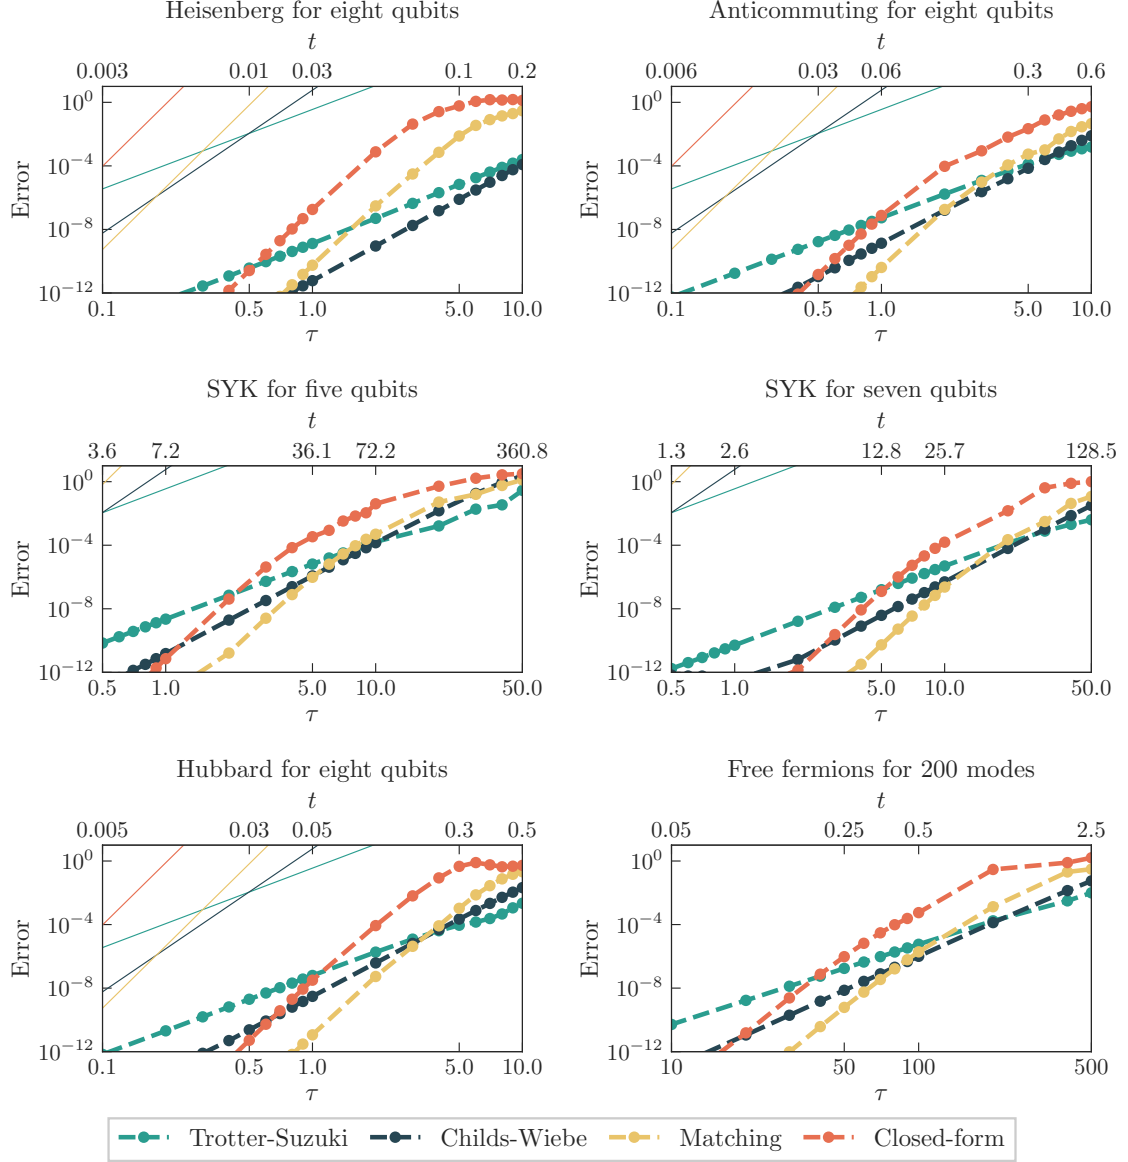 Heisenberg for eight qubits
t
0.003 0.01 0.03 0.1 0.2
Error
10^0
10^−4
10^−8
10^−12
0.1 0.5 1.0 5.0 10.0
τ
Anticommuting for eight qubits
t
0.006 0.03 0.06 0.3 0.6
Error
10^0
10^−4
10^−8
10^−12
0.1 0.5 1.0 5.0 10.0
τ
SYK for five qubits
t
3.6 7.2 36.1 72.2 360.8
Error
10^0
10^−4
10^−8
10^−12
0.5 1.0 5.0 10.0 50.0
τ
SYK for seven qubits
t
1.3 2.6 12.8 25.7 128.5
Error
10^0
10^−4
10^−8
10^−12
0.5 1.0 5.0 10.0 50.0
τ
Hubbard for eight qubits
t
0.005 0.03 0.05 0.3 0.5
Error
10^0
10^−4
10^−8
10^−12
0.1 0.5 1.0 5.0 10.0
τ
Free fermions for 200 modes
t
0.05 0.25 0.5 2.5
Error
10^0
10^−4
10^−8
10^−12
10 50 100 500
τ
Trotter-Suzuki Childs-Wiebe Matching Closed-form